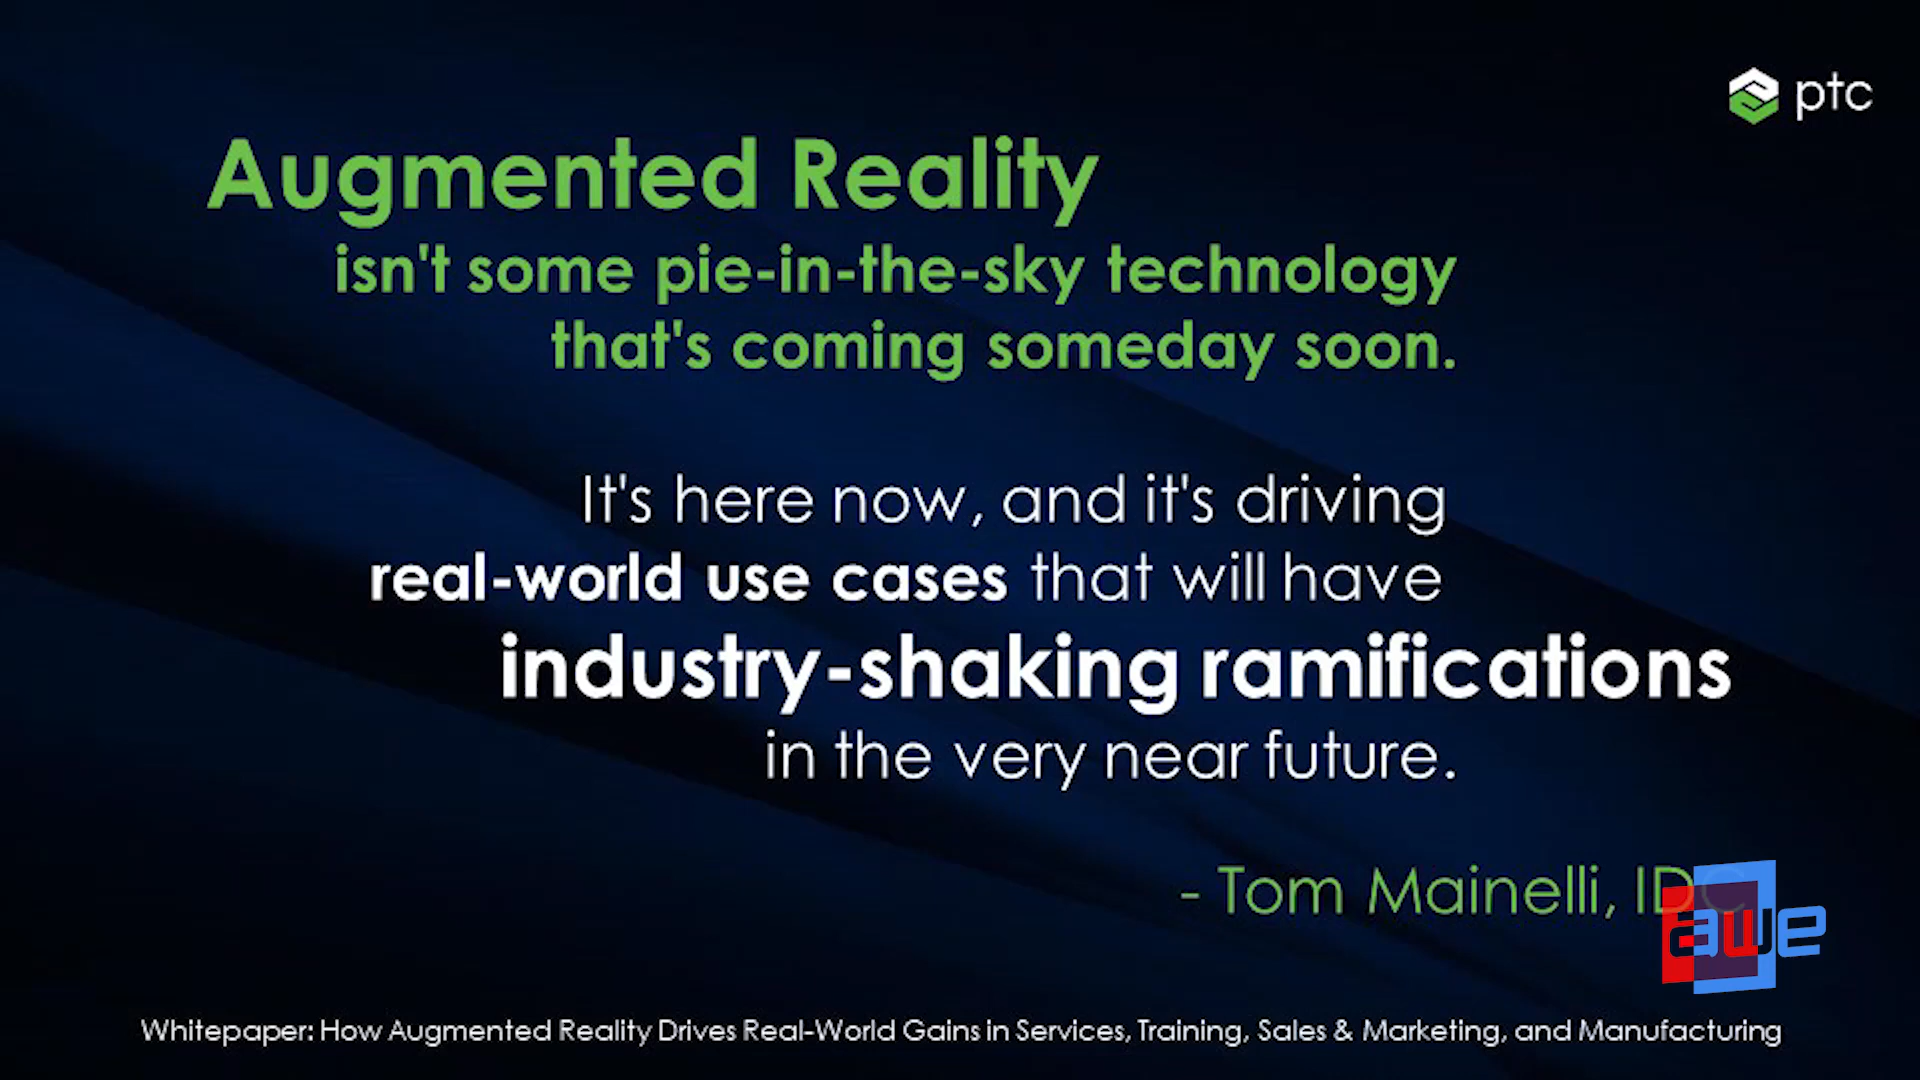 ptc
Augmented Reality
isn't some pie-in-the-sky technology
that's coming someday soon.
It's here now, and it's driving
real-world use cases that will have
industry-shaking ramifications
in the very near future.
- Tom Mainelli, IDC
awe
Whitepaper: How Augmented Reality Drives Real-World Gains in Services, Training, Sales & Marketing, and Manufacturing